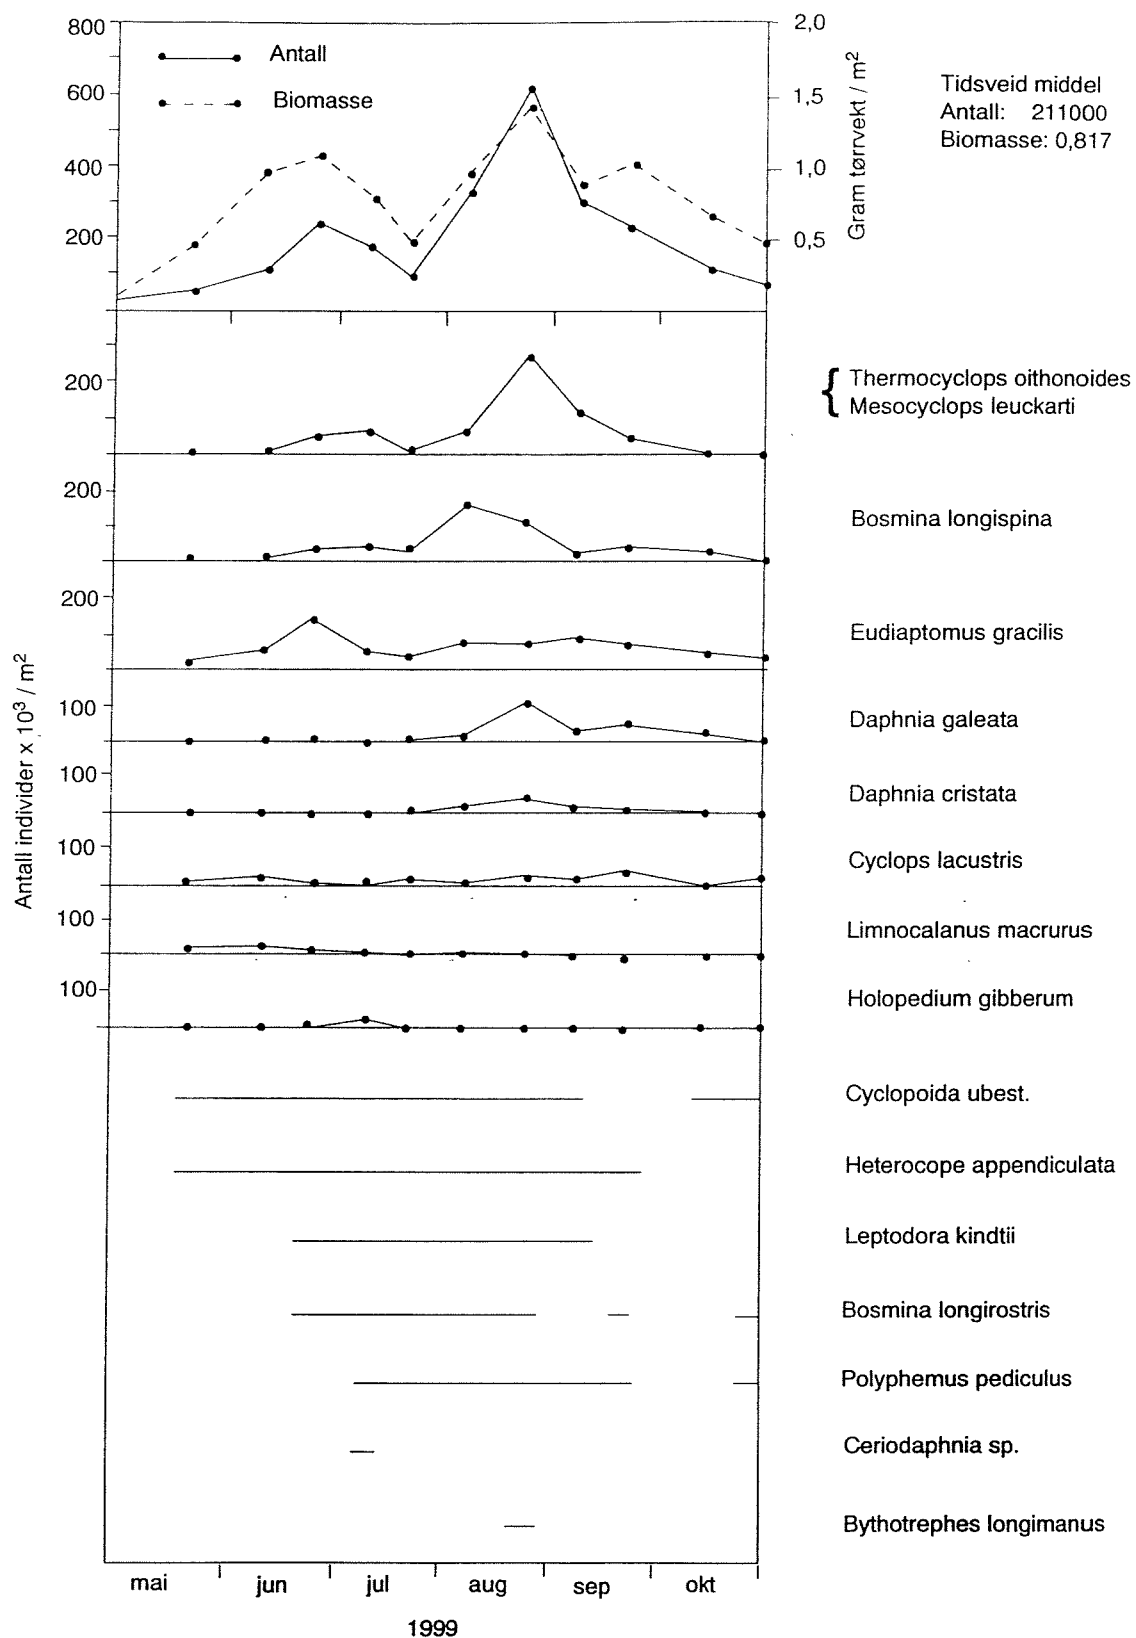 800
600
400
200
Antall
Biomasse
2,0
1,5
1,0
0,5
Gram tørrvekt / m²
Tidsveid middel
Antall: 211000
Biomasse: 0,817
Antall individer x 10³ / m²
200
{ Thermocyclops oithonoides
Mesocyclops leuckarti
200
Bosmina longispina
200
Eudiaptomus gracilis
100
Daphnia galeata
100
Daphnia cristata
100
Cyclops lacustris
100
Limnocalanus macrurus
100
Holopedium gibberum
Cyclopoida ubest.
Heterocope appendiculata
Leptodora kindtii
Bosmina longirostris
Polyphemus pediculus
Ceriodaphnia sp.
Bythotrephes longimanus
mai jun jul aug sep okt
1999